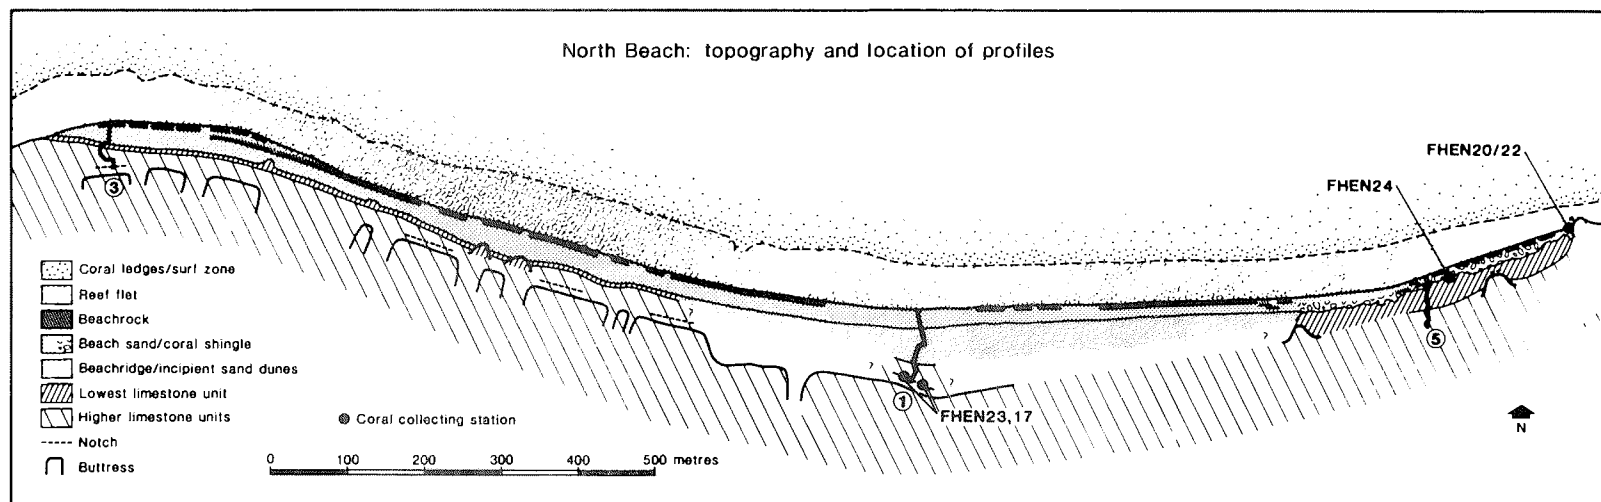 North Beach: topography and location of profiles
FHEN20/22
FHEN24
3
5
1
FHEN23,17
?
?
?
?
Coral ledges/surf zone
Reef flat
Beachrock
Beach sand/coral shingle
Beachridge/incipient sand dunes
Lowest limestone unit
Higher limestone units
Notch
Buttress
Coral collecting station
0 100 200 300 400 500 metres
N